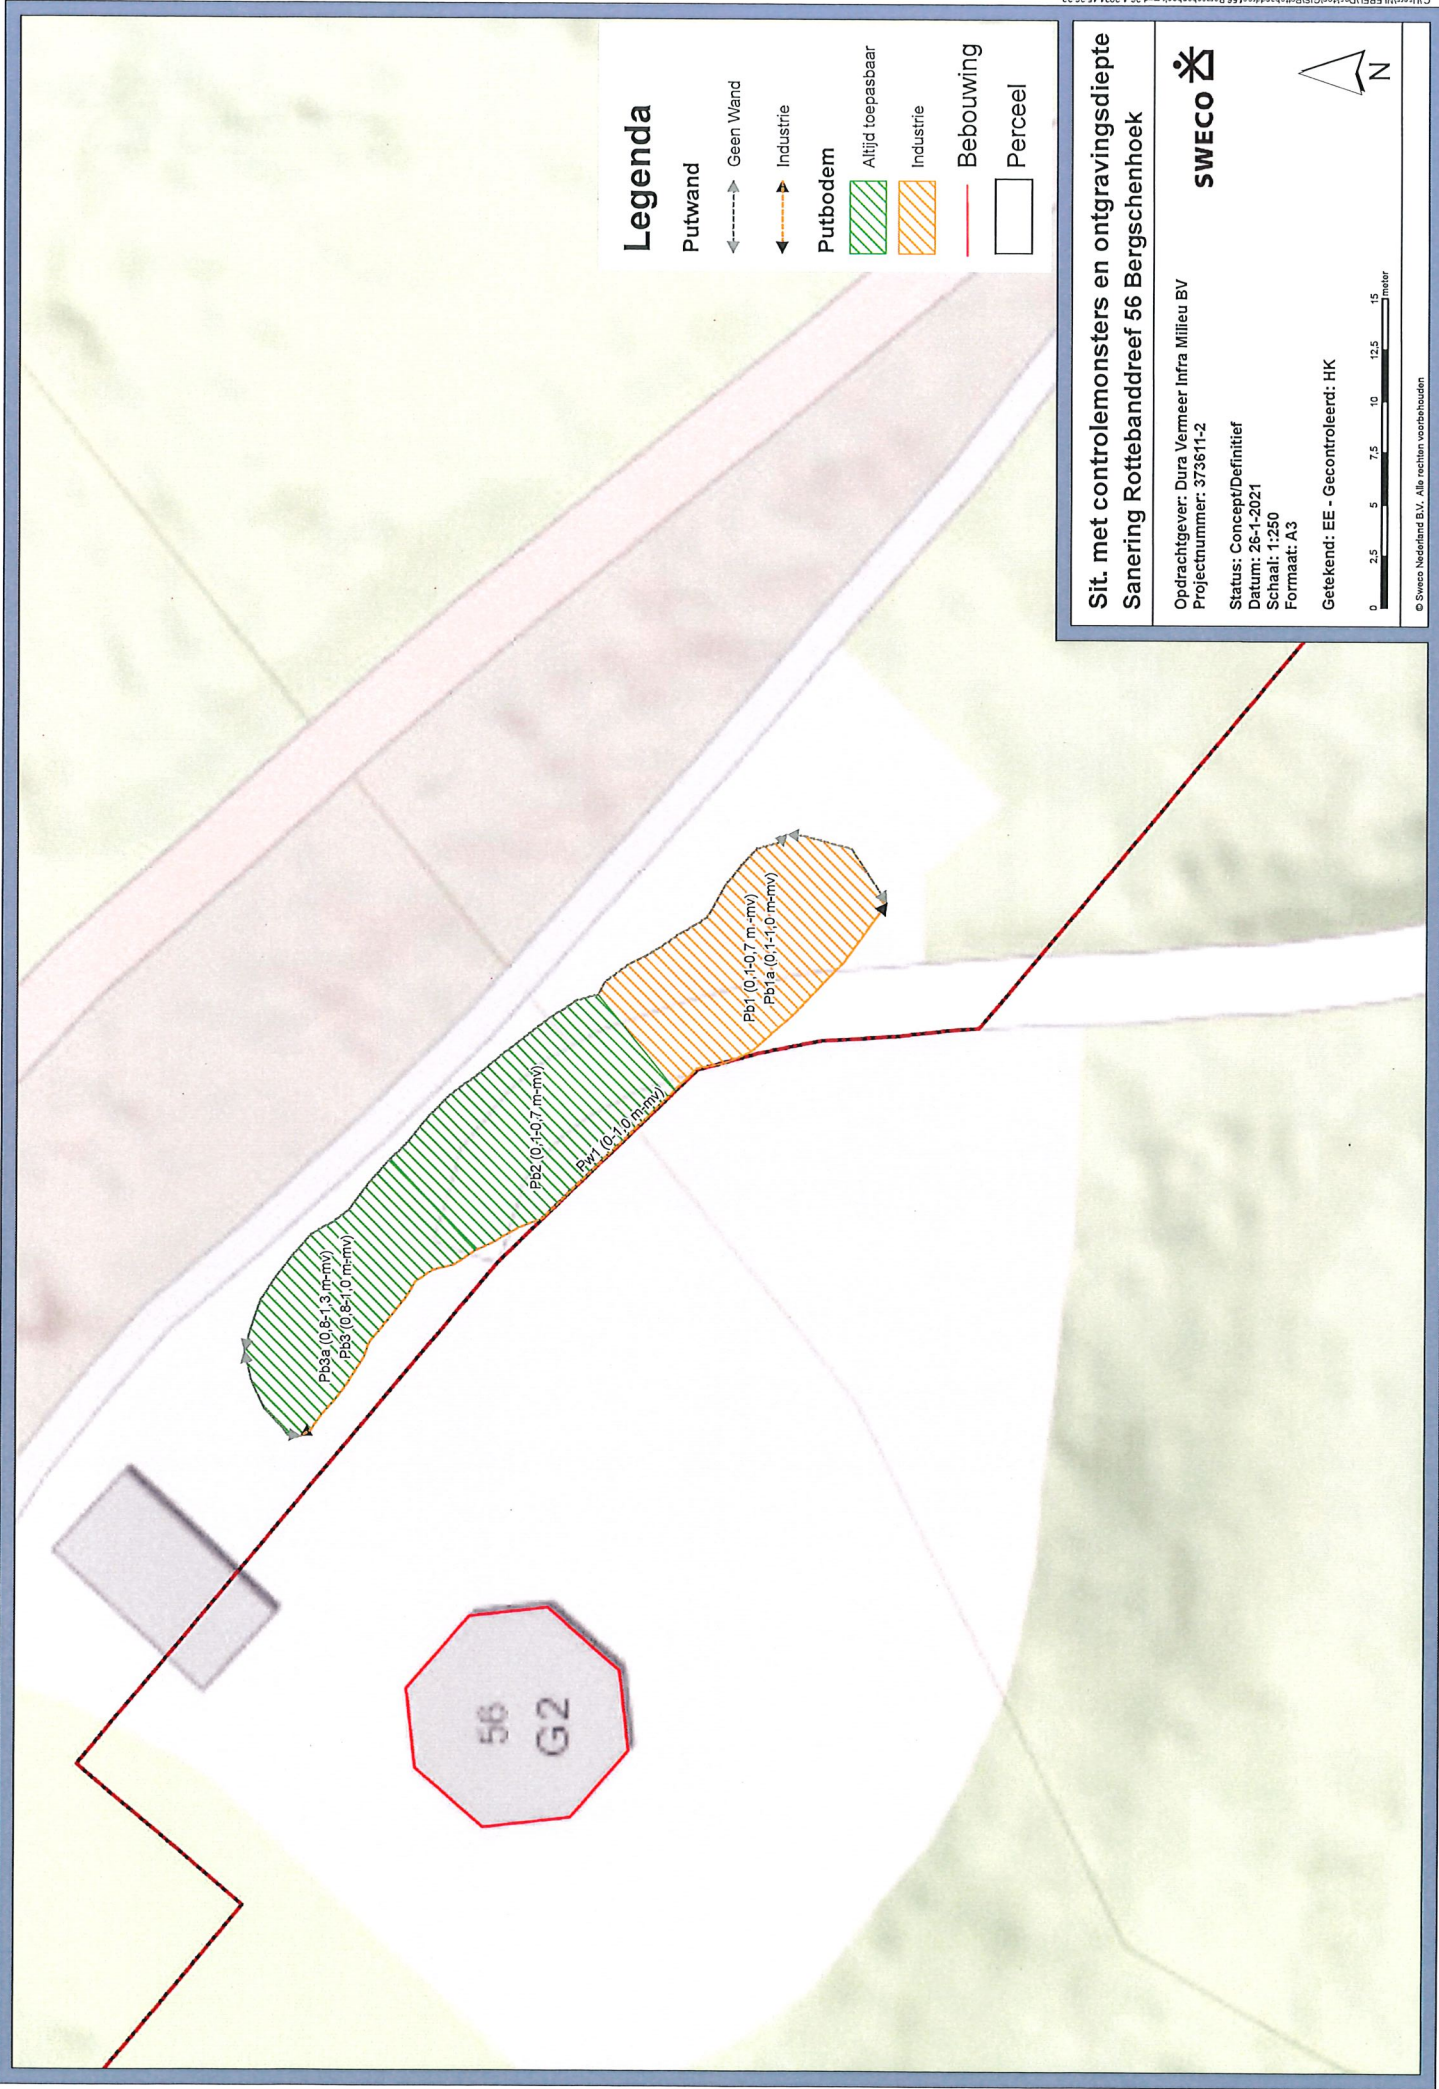 Legenda
Putwand
Geen Wand
Industrie
Putbodem
Altijd toepasbaar
Industrie
Bebouwing
Perceel
Pb3a (0,8-1,3 m-mv)
Pb3 (0,8-1,0 m-mv)
Pb2 (0,1-0,7 m-mv)
Pw1 (0-1,0 m-mv)
Pb1 (0,1-0,7 m-mv)
Pb1a (0,1-1,0 m-mv)
56
G2
Sit. met controlemonsters en ontgravingsdiepte
Sanering Rottebanddreef 56 Bergschenhoek
Opdrachtgever: Dura Vermeer Infra Milieu BV
Projectnummer: 373611-2
SWECO
Status: Concept/Definitief
Datum: 26-1-2021
Schaal: 1:250
Formaat: A3
Getekend: EE - Gecontroleerd: HK
N
0 2,5 5 7,5 10 12,5 15
meter
© Sweco Nederland B.V. Alle rechten voorbehouden